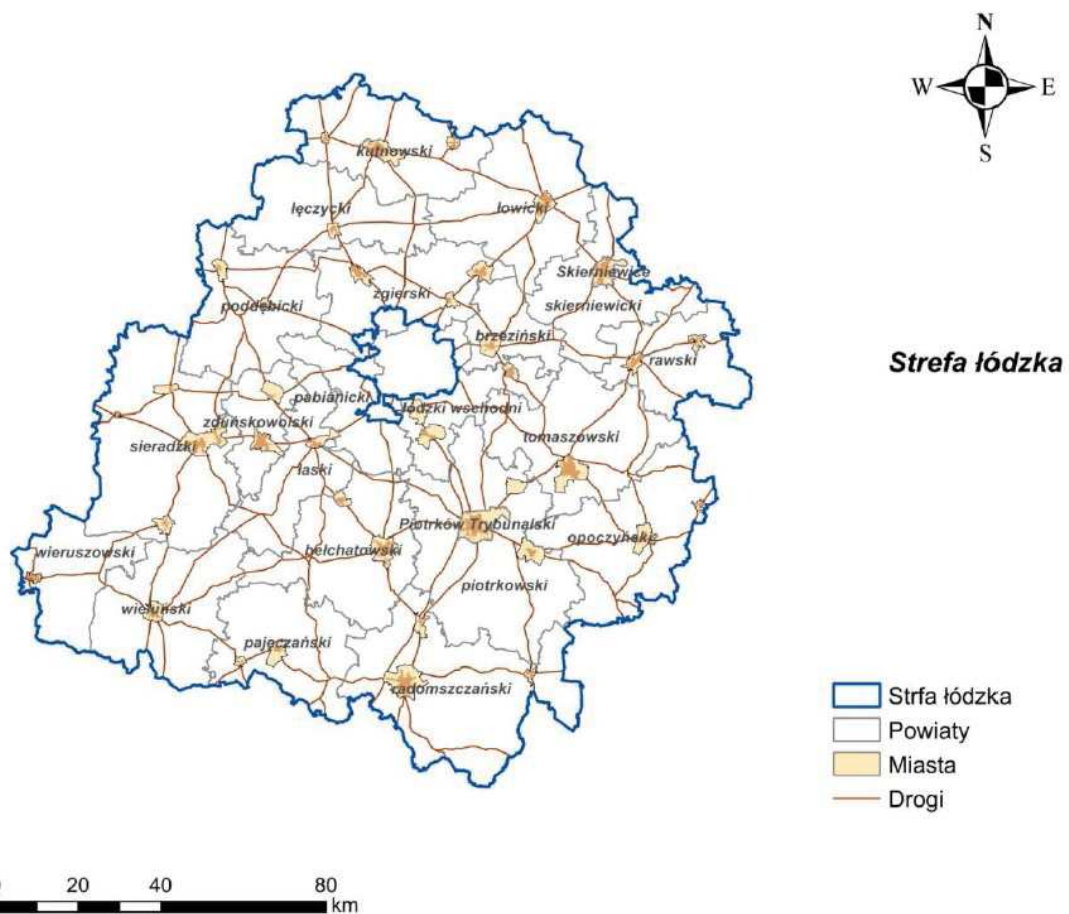 N
W E
S
kutnowski
łęczycki
łowicki
Skierniewice
poddębicki
zgierski
skierniewicki
brzeziński
rawski
Strefa łódzka
pabianicki
łódzki wschodni
zduńskowolski
sieradzki
tomaszowski
łaski
Piotrków Trybunalski
opoczyński
wieruszowski
bełchatowski
piotrkowski
wieluński
pajęczański
radomszczański
Strfa łódzka
Powiaty
Miasta
Drogi
20 40 80
km